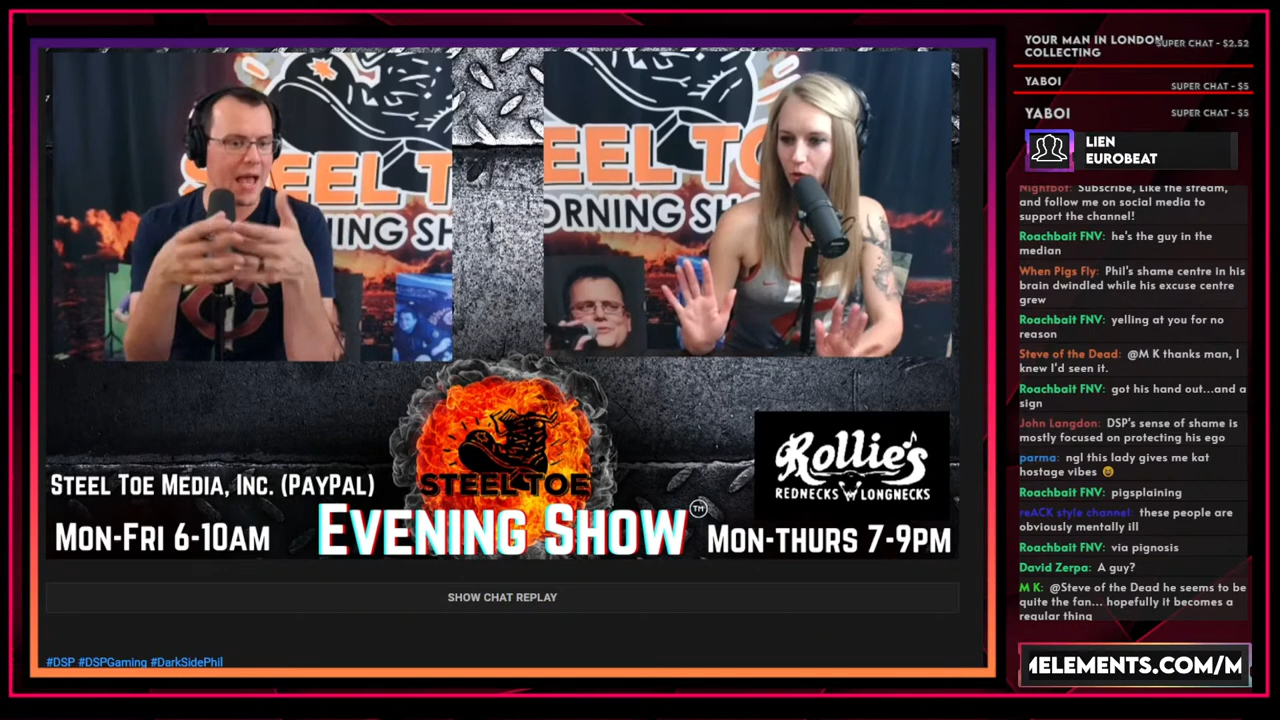 STEEL T
NING SH
STEEL TO
ORNING SH
STEEL TOE MEDIA, INC. (PAYPAL)
MON-FRI 6-10AM
STEEL TOE
EVENING SHOW
TM
Rollie's
REDNECKS LONGNECKS
MON-THURS 7-9PM
SHOW CHAT REPLAY
#DSP #DSPGaming #DarkSidePhil
YOUR MAN IN LONDON
COLLECTING
SUPER CHAT - $2.52
YABOI
SUPER CHAT - $5
YABOI
SUPER CHAT - $5
LIEN
EUROBEAT
Nightbot: Subscribe, Like the stream,
and follow me on social media to
support the channel!
Roachbait FNV: he's the guy in the
median
When Pigs Fly: Phil's shame centre in his
brain dwindled while his excuse centre
grew
Roachbait FNV: yelling at you for no
reason
Steve of the Dead: @M K thanks man, I
knew I'd seen it.
Roachbait FNV: got his hand out...and a
sign
John Langdon: DSP's sense of shame is
mostly focused on protecting his ego
parma: ngl this lady gives me kat
hostage vibes 😆
Roachbait FNV: pigsplaining
reACK style channel: these people are
obviously mentally ill
Roachbait FNV: via pignosis
David Zerpa: A guy?
M K: @Steve of the Dead he seems to be
quite the fan... hopefully it becomes a
regular thing
MELEMENTS.COM/M